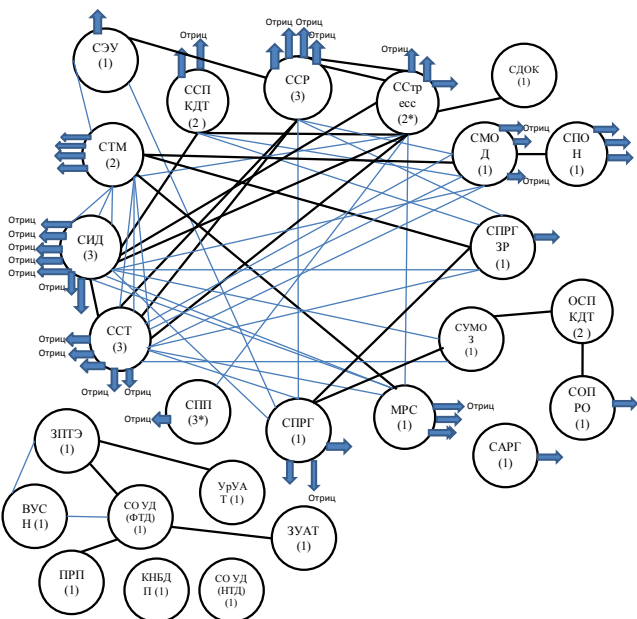 Отриц
Отриц Отриц
Отриц
СЭУ
(1)
ССП
КДТ
(2 )
ССР
(3)
Отриц
ССтр
есс
(2*)
СДОК
(1)
СТМ
(2)
СМО
Д
(1)
Отриц
Отриц
СПО
Н
(1)
Отриц
Отриц
Отриц
Отриц
Отриц
СИД
(3)
СПРГ
ЗР
(1)
Отриц
Отриц
ССТ
(3)
Отриц
Отриц
СУМО
З
(1)
ОСП
КДТ
(2 )
СПП
(3*)
Отриц
СПРГ
(1)
Отриц
МРС
(1)
Отриц
СОП
РО
(1)
САРГ
(1)
ЗПТЭ
(1)
УрУА
Т (1)
ВУС
Н (1)
СО УД
(ФТД)
(1)
ЗУАТ
(1)
ПРП
(1)
КНБД
П (1)
СО УД
(НТД)
(1)